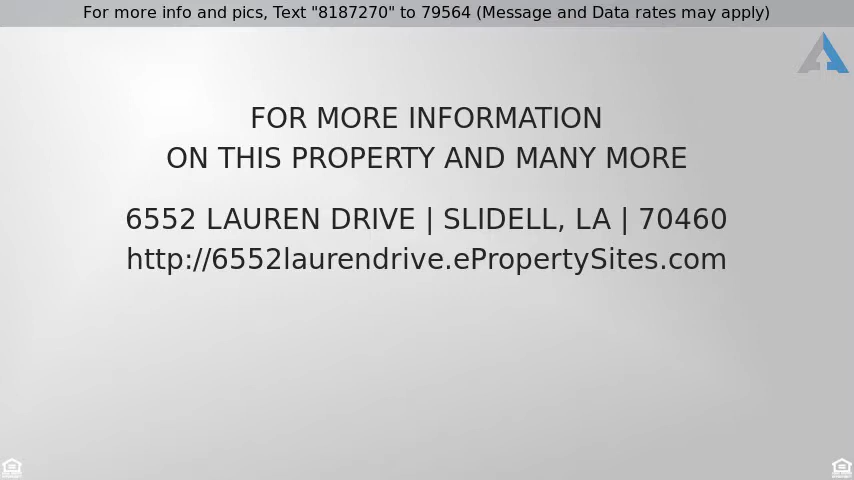 For more info and pics, Text "8187270" to 79564 (Message and Data rates may apply)
FOR MORE INFORMATION
ON THIS PROPERTY AND MANY MORE
6552 LAUREN DRIVE | SLIDELL, LA | 70460
http://6552laurendrive.ePropertySites.com